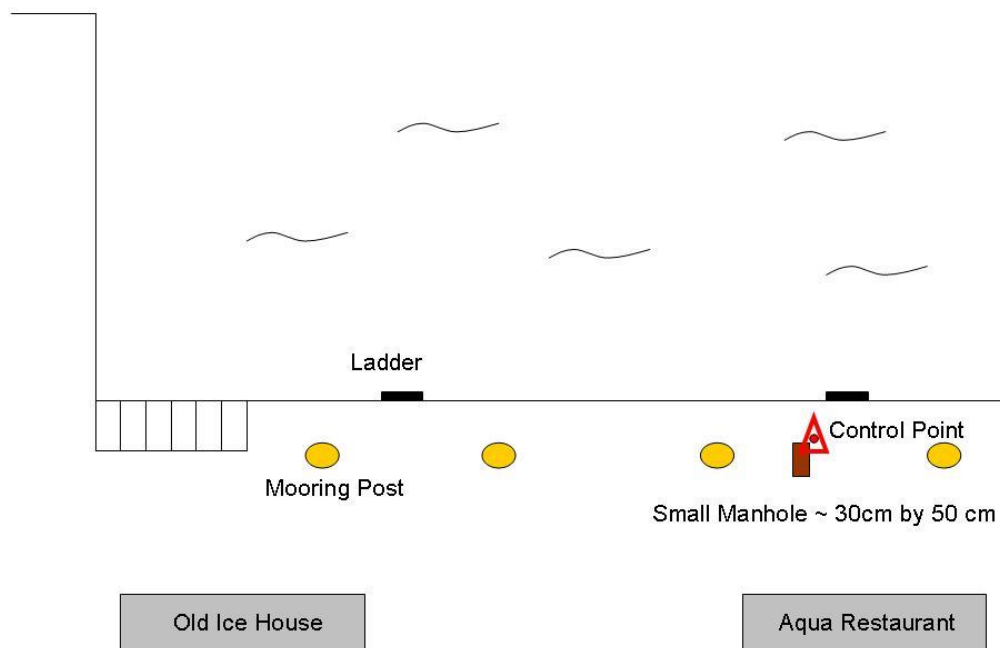 Ladder
Control Point
Mooring Post
Small Manhole ~ 30cm by 50 cm
Old Ice House
Aqua Restaurant